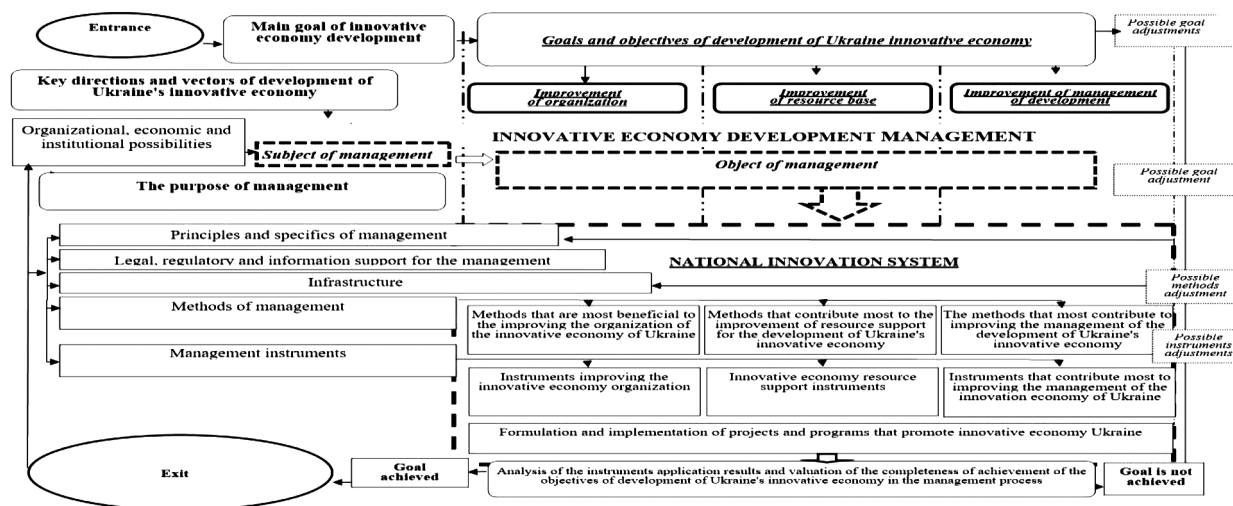 Entrance
Main goal of innovative
economy development
Goals and objectives of development of Ukraine innovative economy
Possible goal
adjustments
Key directions and vectors of development of
Ukraine's innovative economy
Improvement
of organization
Improvement
of resource base
Improvement of management
of development
Organizational, economic and
institutional possibilities
INNOVATIVE ECONOMY DEVELOPMENT MANAGEMENT
Subject of management
Object of management
The purpose of management
Possible goal
adjustment
Principles and specifics of management
Legal, regulatory and information support for the management
NATIONAL INNOVATION SYSTEM
Infrastructure
Possible
methods
adjustment
Methods of management
Methods that are most beneficial to
the improving the organization of
the innovative economy of Ukraine
Methods that contribute most to the
improvement of resource support
for the development of Ukraine's
innovative economy
The methods that most contribute to
improving the management of the
development of Ukraine's
innovative economy
Possible
instruments
adjustments
Management instruments
Instruments improving the
innovative economy organization
Innovative economy resource
support instruments
Instruments that contribute most to
improving the management of the
innovation economy of Ukraine
Formulation and implementation of projects and programs that promote innovative economy Ukraine
Exit
Goal
achieved
Analysis of the instruments application results and valuation of the completeness of achievement of the
objectives of development of Ukraine's innovative economy in the management process
Goal is not
achieved